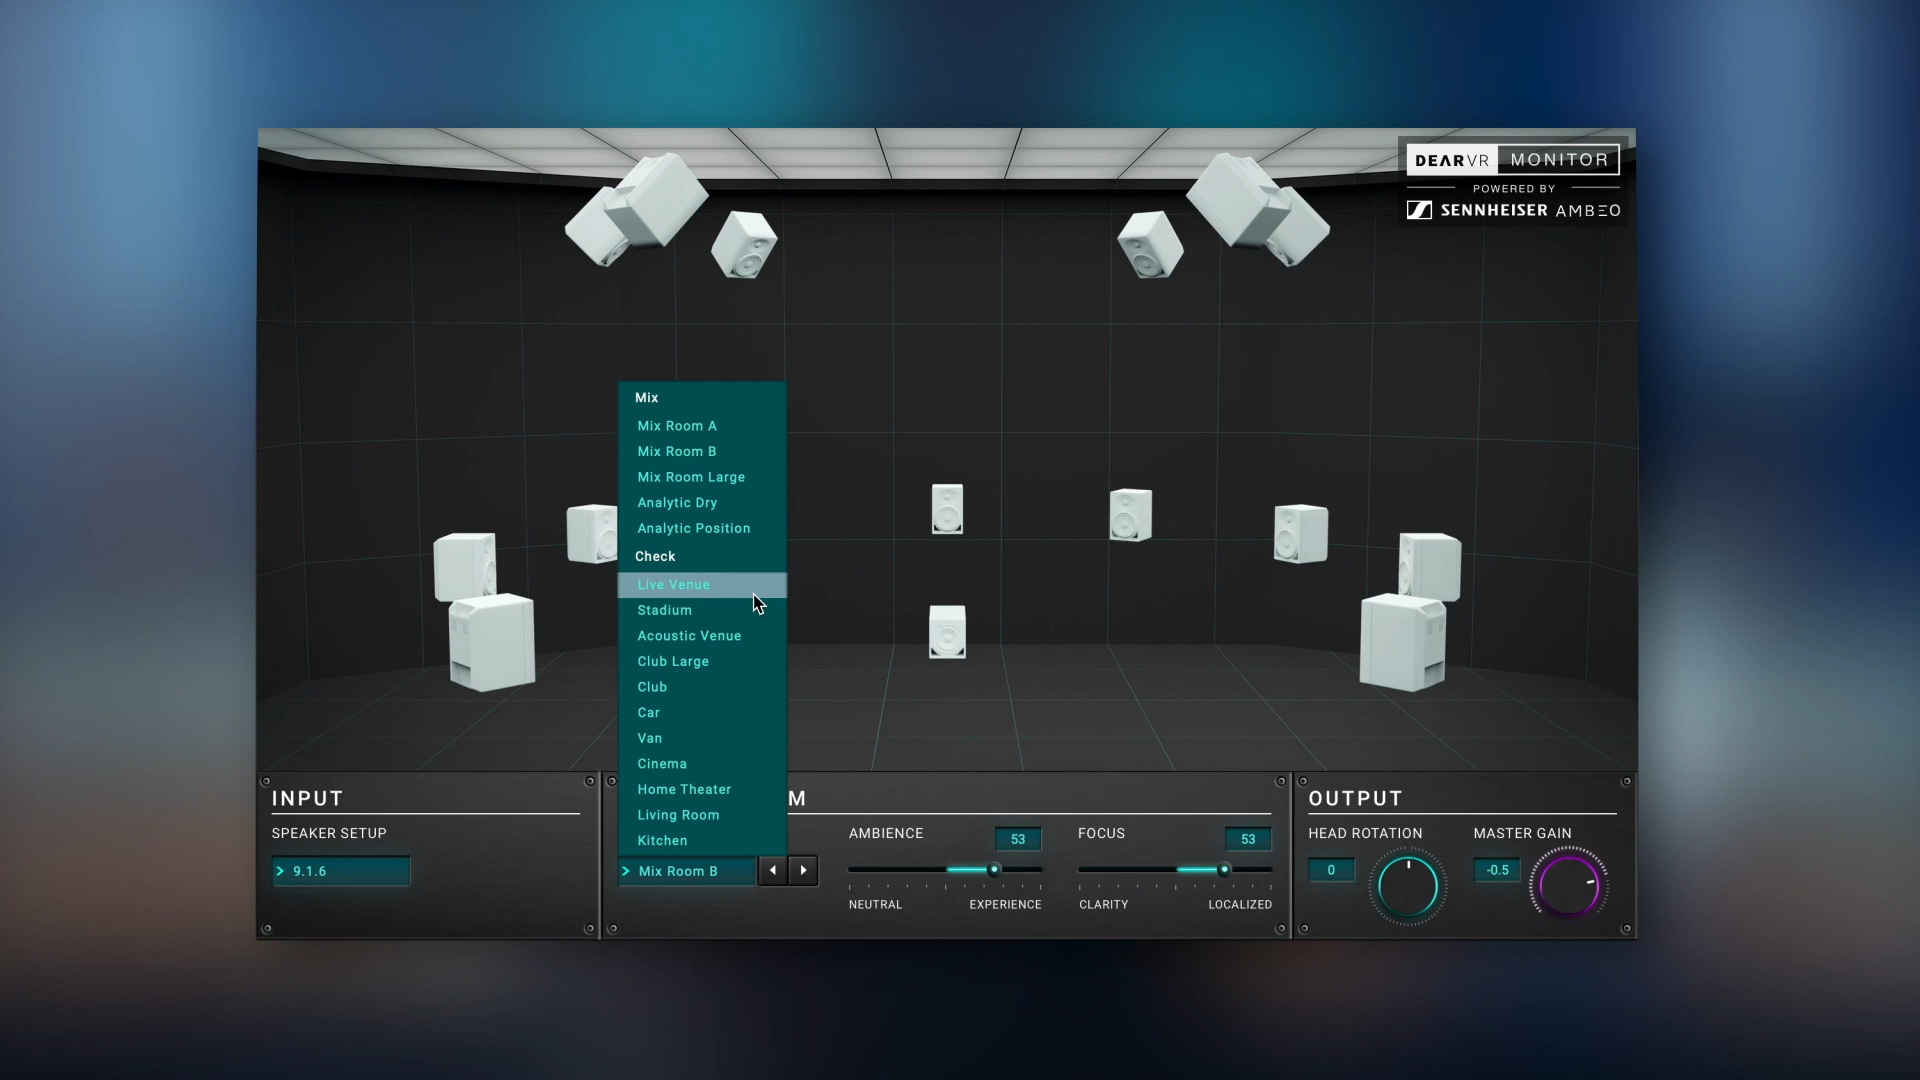 DEARVR MONITOR
POWERED BY
SENNHEISER AMBEO
Mix
Mix Room A
Mix Room B
Mix Room Large
Analytic Dry
Analytic Position
Check
Live Venue
Stadium
Acoustic Venue
Club Large
Club
Car
Van
Cinema
Home Theater
Living Room
Kitchen
INPUT
SPEAKER SETUP
> 9.1.6
M
> Mix Room B
AMBIENCE 53
NEUTRAL EXPERIENCE
FOCUS 53
CLARITY LOCALIZED
OUTPUT
HEAD ROTATION MASTER GAIN
0 -0.5